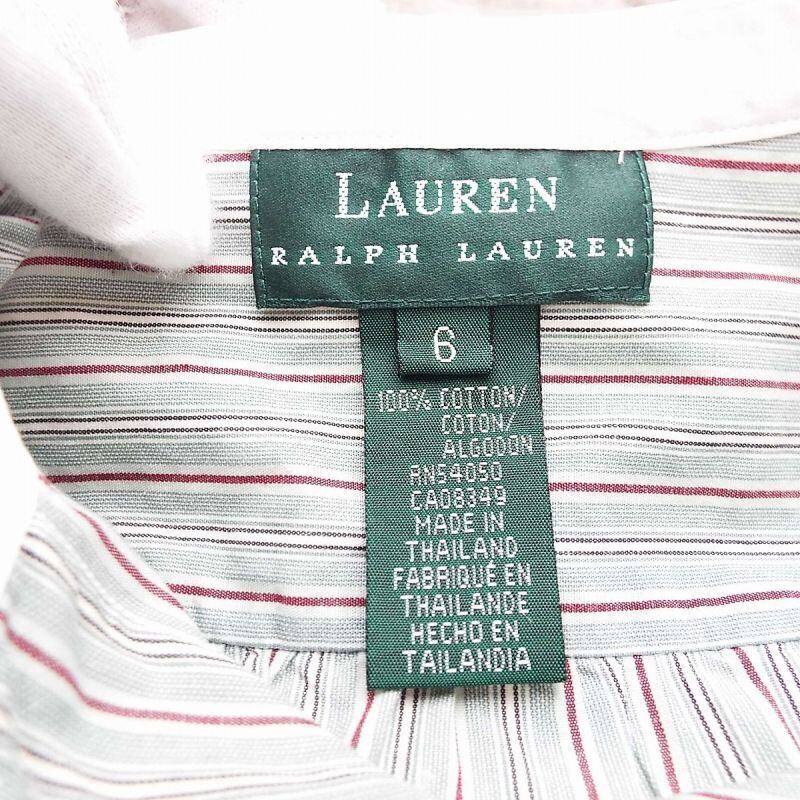 LAUREN
RALPH LAUREN
6
100% COTTON/
COTON/
ALGODON
RN54050
CA08349
MADE IN
THAILAND
FABRIQUÉ EN
THAILANDE
HECHO EN
TAILANDIA